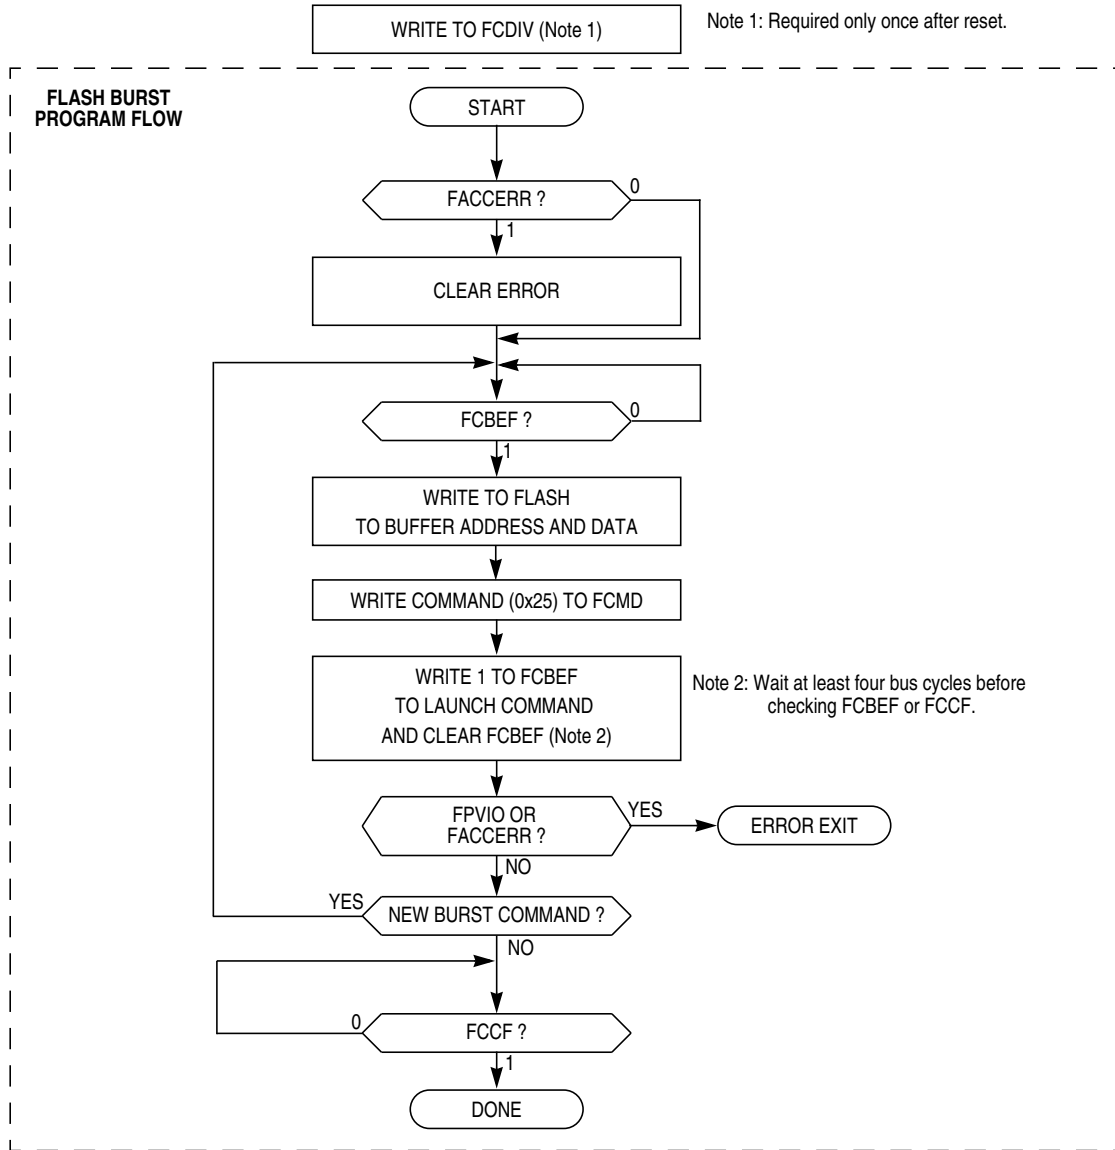 WRITE TO FCDIV (Note 1)
Note 1: Required only once after reset.
FLASH BURST
PROGRAM FLOW
START
FACCERR ?
0
1
CLEAR ERROR
FCBEF ?
0
1
WRITE TO FLASH
TO BUFFER ADDRESS AND DATA
WRITE COMMAND (0x25) TO FCMD
WRITE 1 TO FCBEF
TO LAUNCH COMMAND
AND CLEAR FCBEF (Note 2)
Note 2: Wait at least four bus cycles before
checking FCBEF or FCCF.
FPVIO OR
FACCERR ?
YES
ERROR EXIT
NO
YES
NEW BURST COMMAND ?
NO
0
FCCF ?
1
DONE